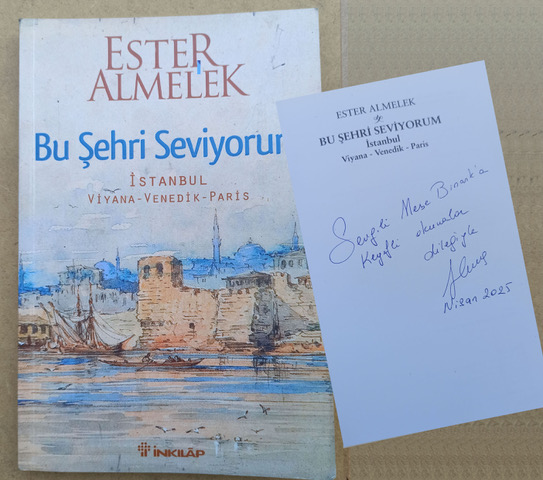 ESTER
ALMELEK
Bu Şehri Seviyorum
İSTANBUL
VİYANA-VENEDİK-PARİS
İNKILÂP
ESTER ALMELEK
BU ŞEHRİ SEVİYORUM
İstanbul
Viyana - Venedik - Paris
Sevgili Mese Binark'a
Keyifli okumalar
dileğiyle
Nisan 2025